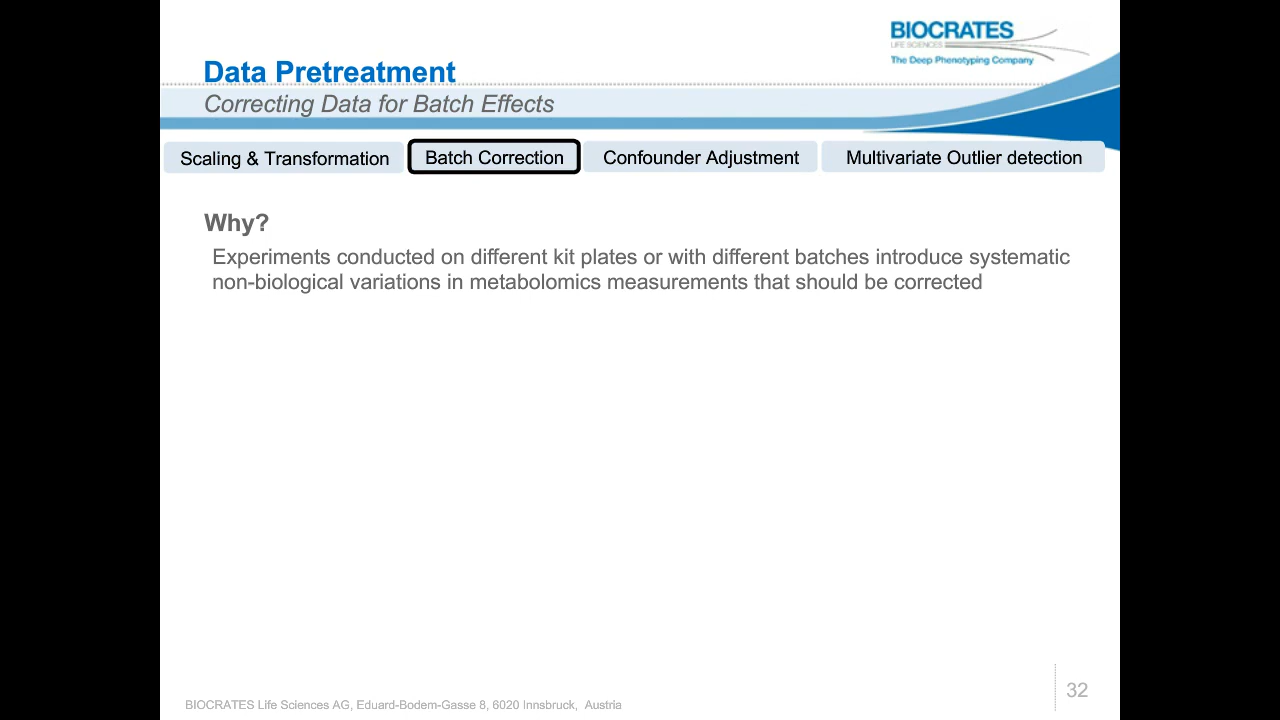 BIOCRATES
LIFE SCIENCES
The Deep Phenotyping Company
Data Pretreatment
Correcting Data for Batch Effects
Scaling & Transformation
Batch Correction
Confounder Adjustment
Multivariate Outlier detection
Why?
Experiments conducted on different kit plates or with different batches introduce systematic
non-biological variations in metabolomics measurements that should be corrected
BIOCRATES Life Sciences AG, Eduard-Bodem-Gasse 8, 6020 Innsbruck, Austria
32